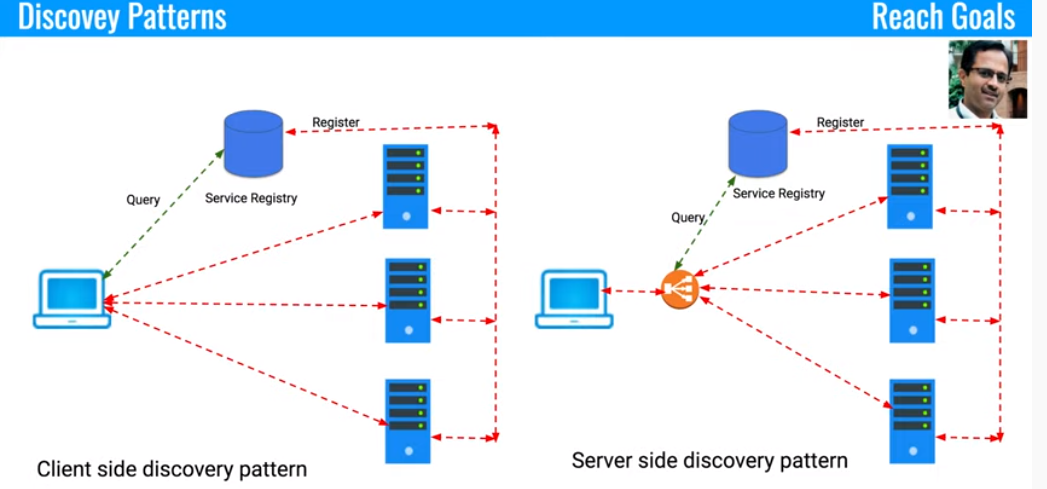 Discovey Patterns
Reach Goals
Register
Query
Service Registry
Client side discovery pattern
Register
Service Registry
Query
Server side discovery pattern